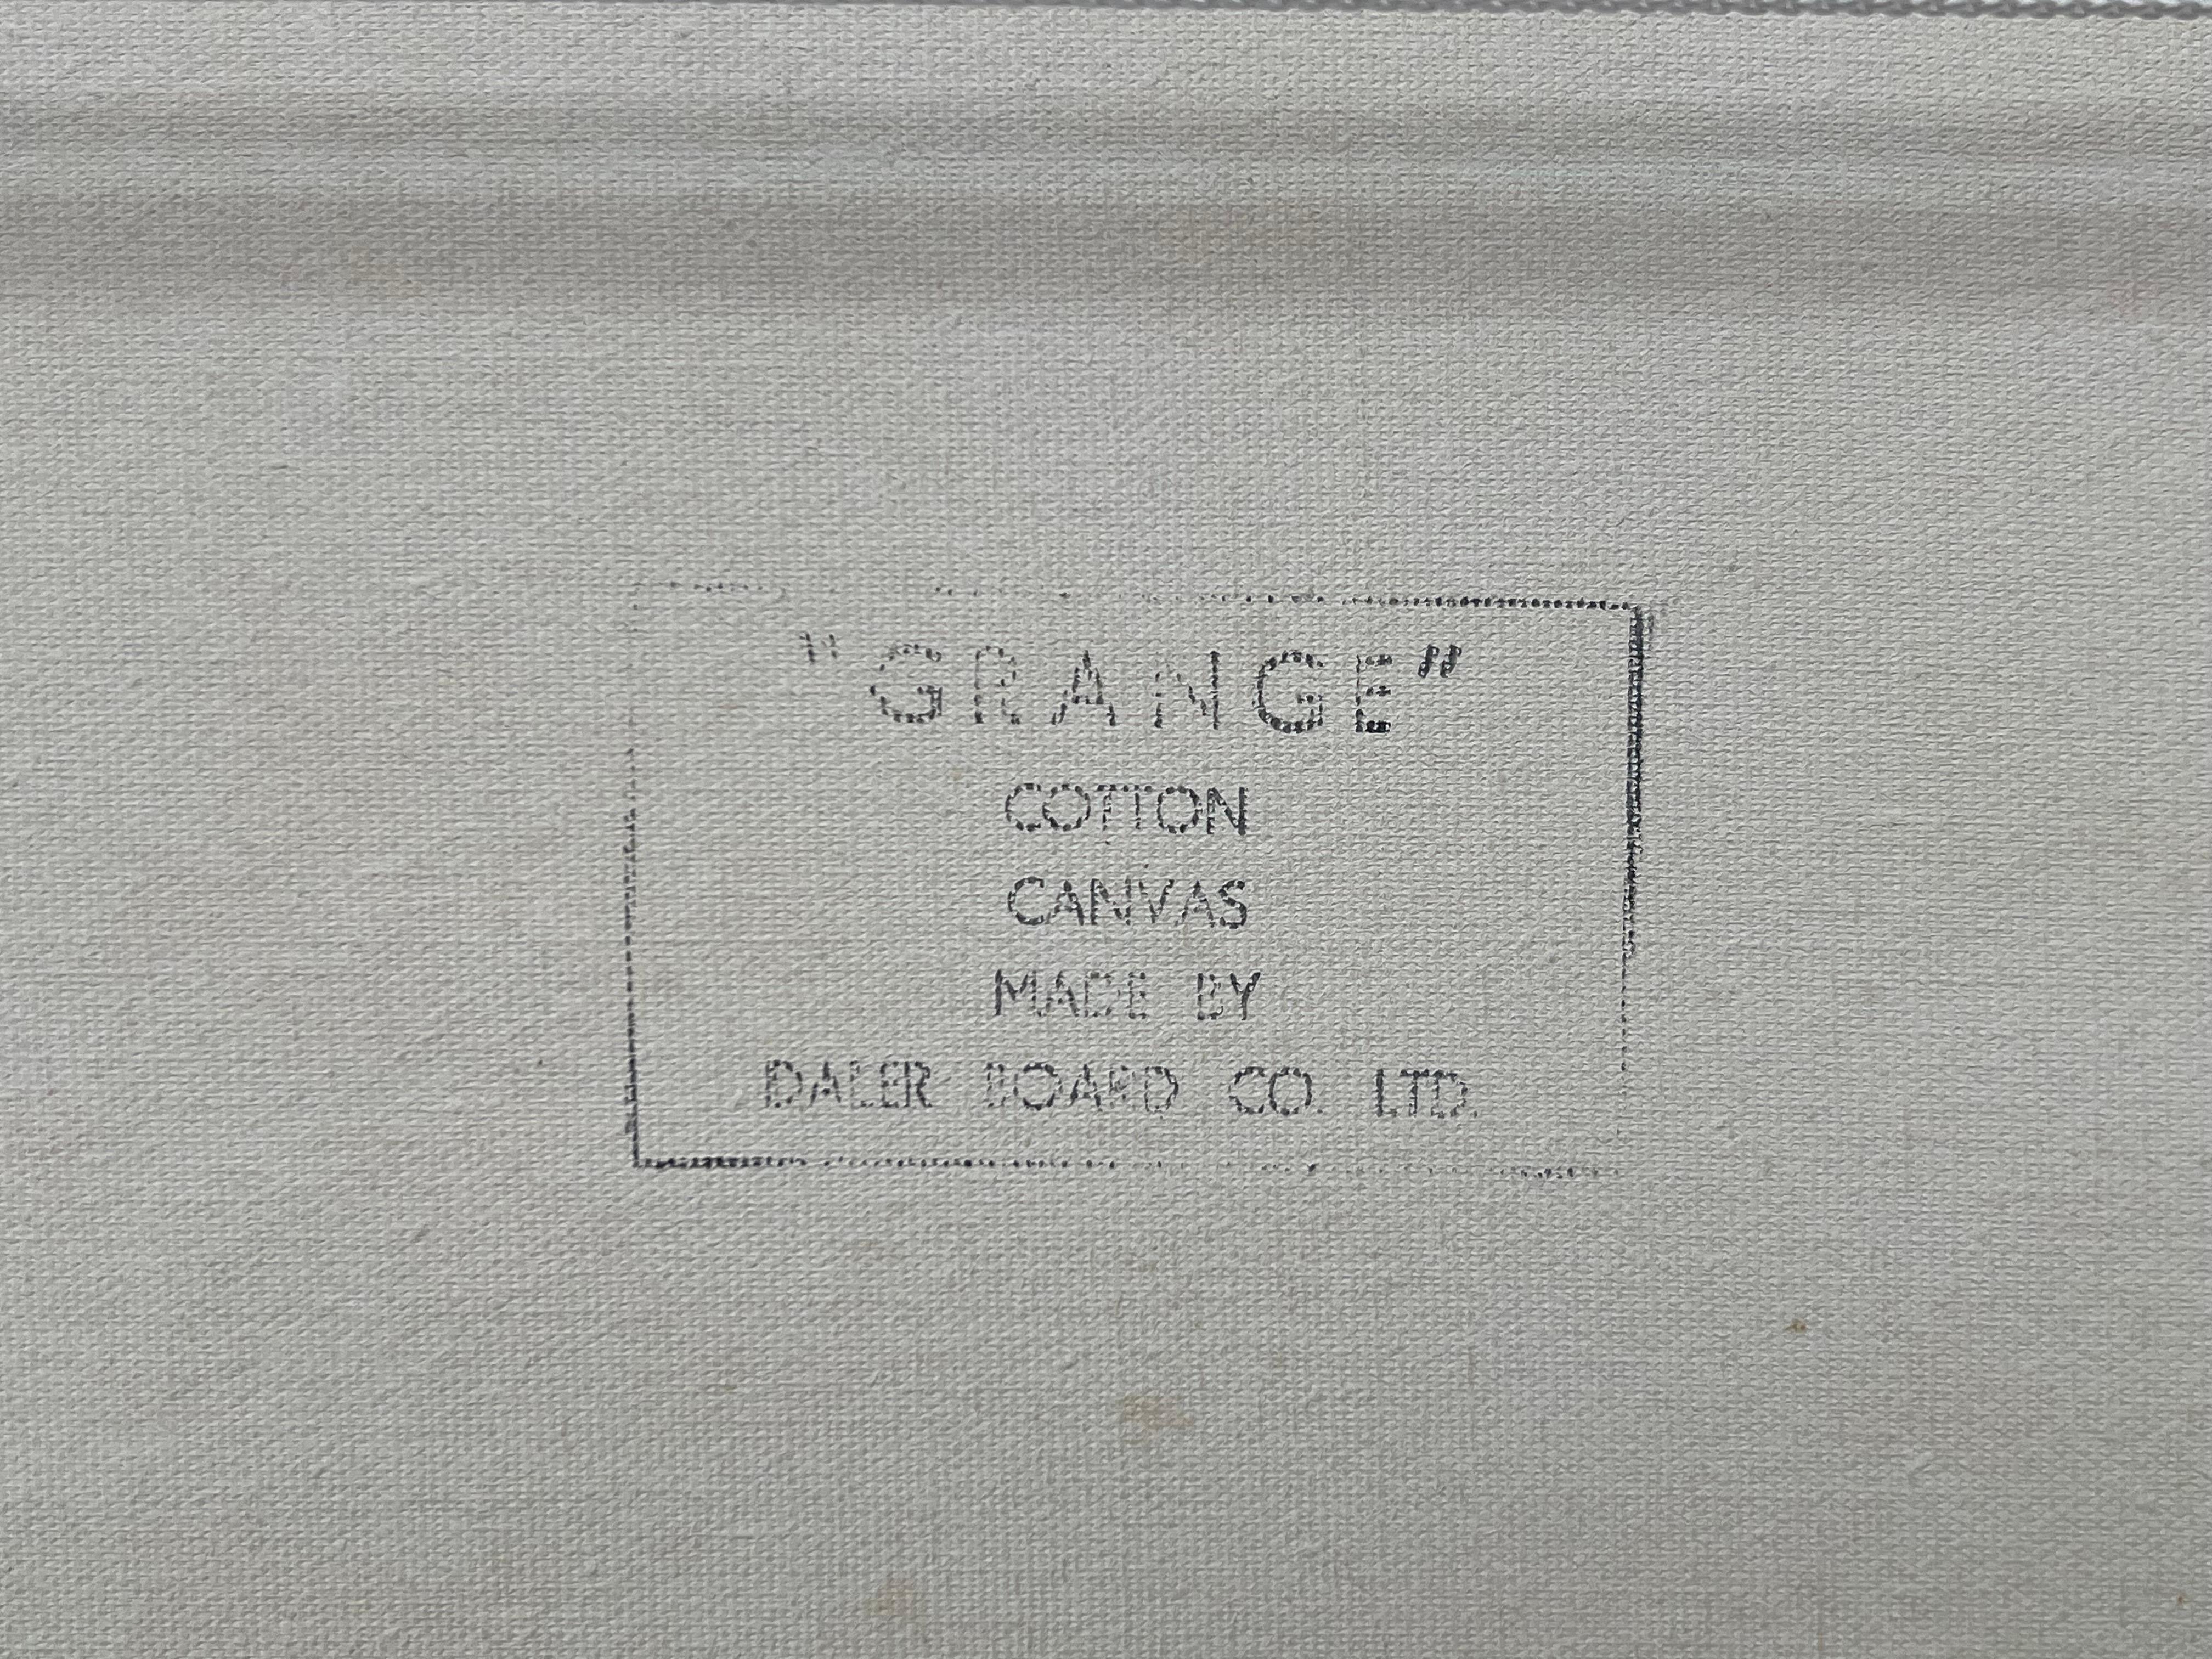 "GRANGE"
COTTON
CANVAS
MADE BY
DALER BOARD CO. LTD.